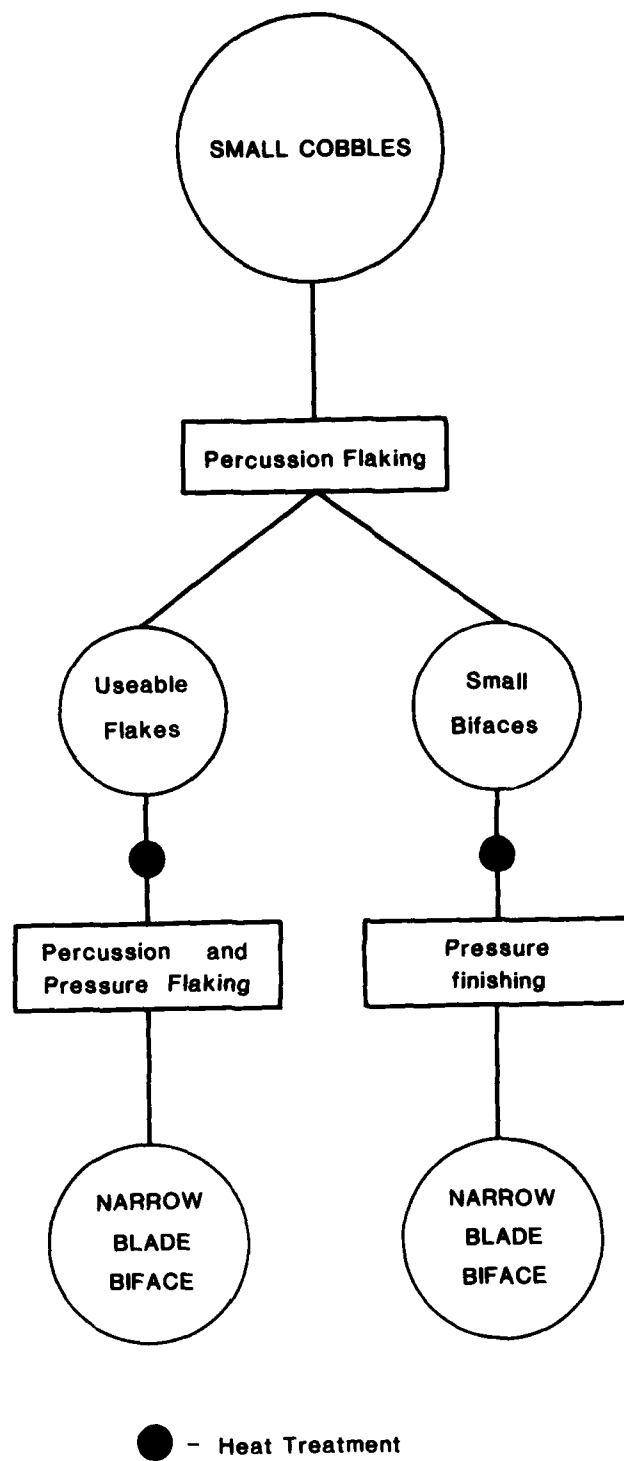 SMALL COBBLES
Percussion Flaking
Useable
Flakes
Small
Bifaces
Percussion and
Pressure Flaking
Pressure
finishing
NARROW
BLADE
BIFACE
NARROW
BLADE
BIFACE
- Heat Treatment